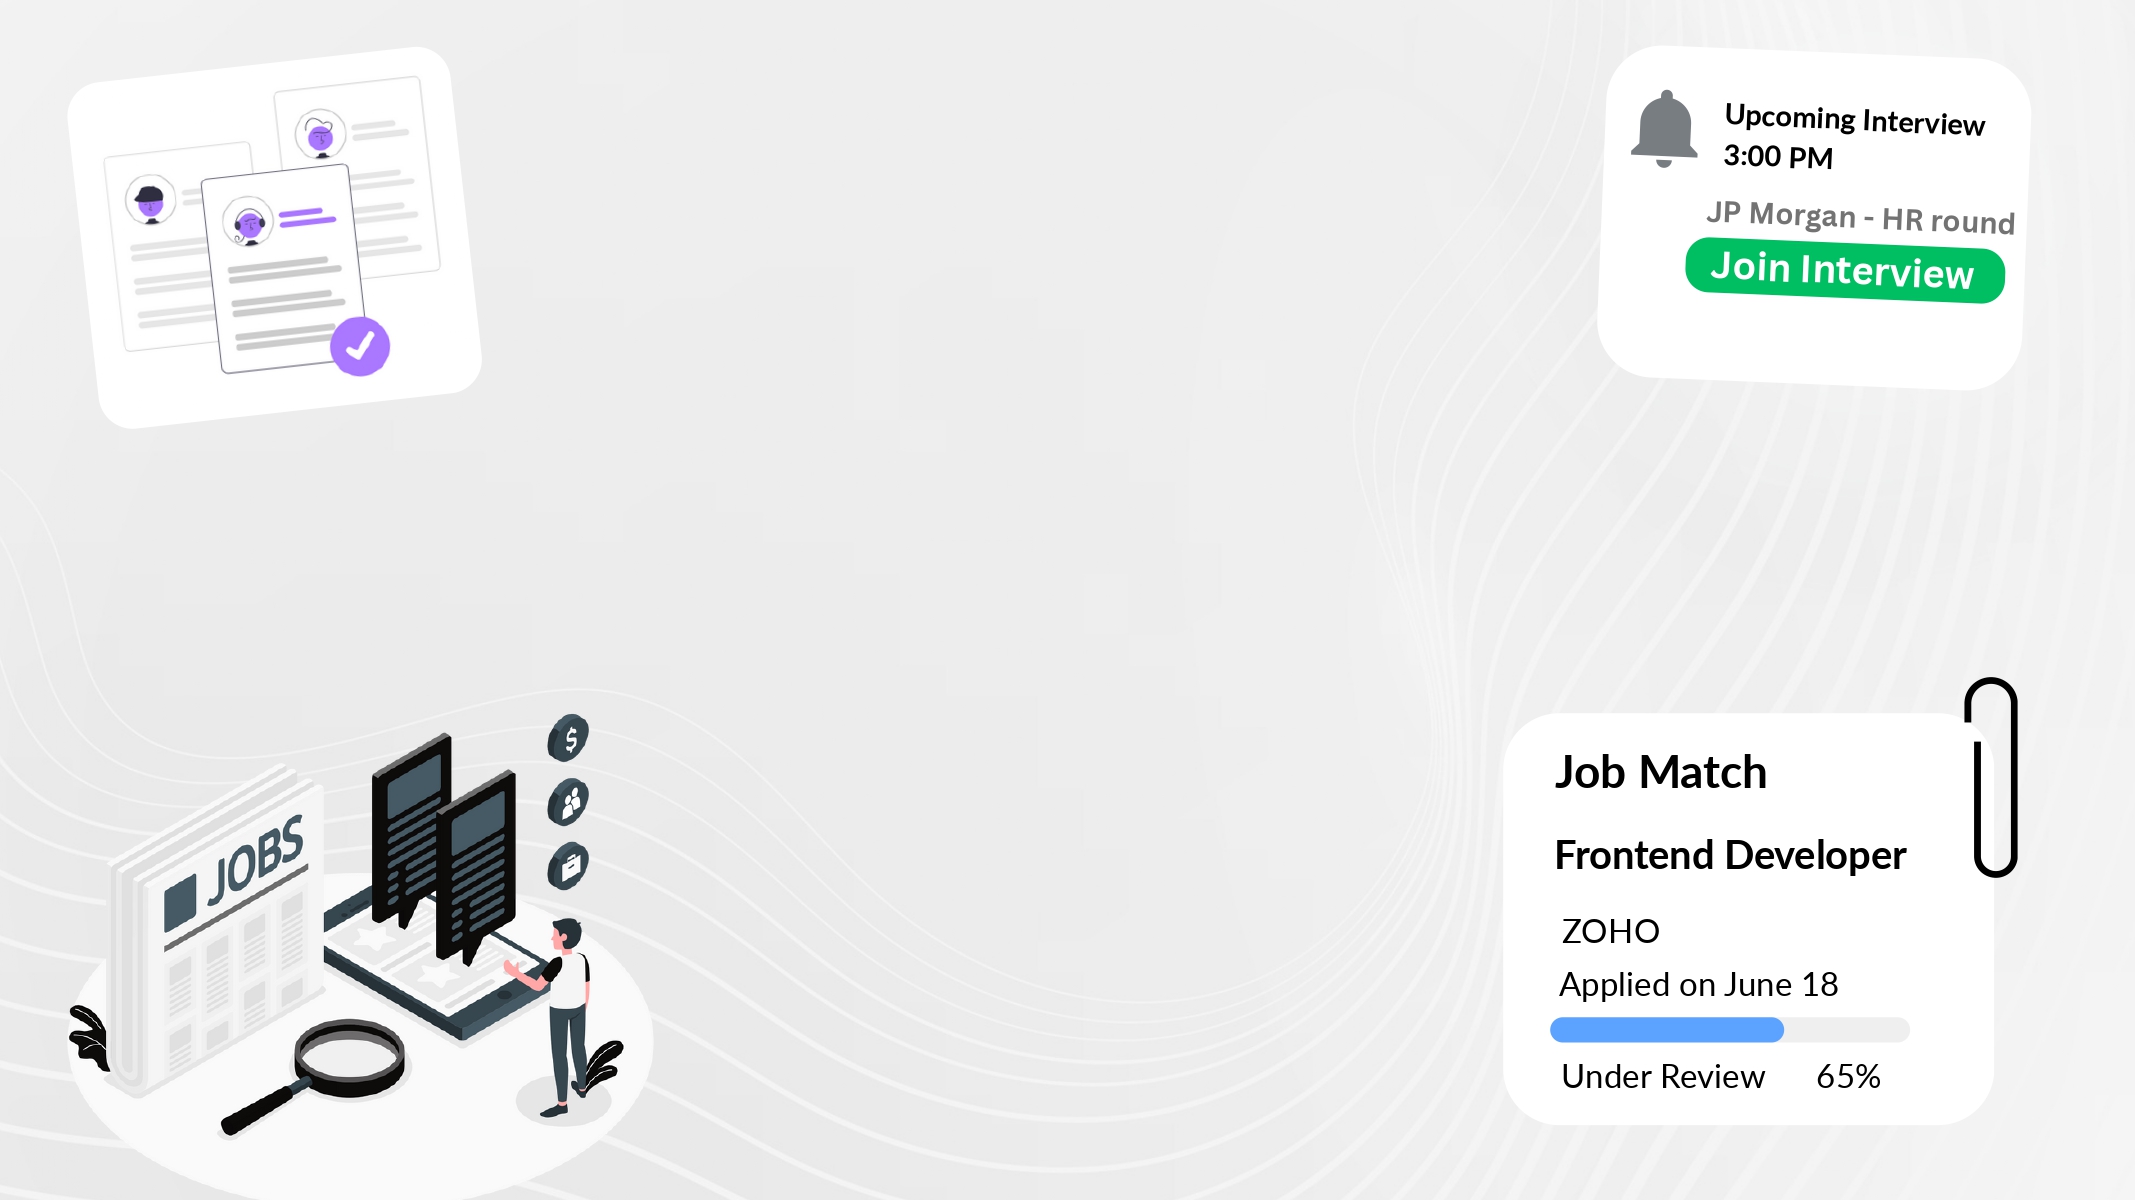 Upcoming Interview
3:00 PM
JP Morgan - HR round
Join Interview
$
JOBS
Job Match
Frontend Developer
ZOHO
Applied on June 18
Under Review 65%